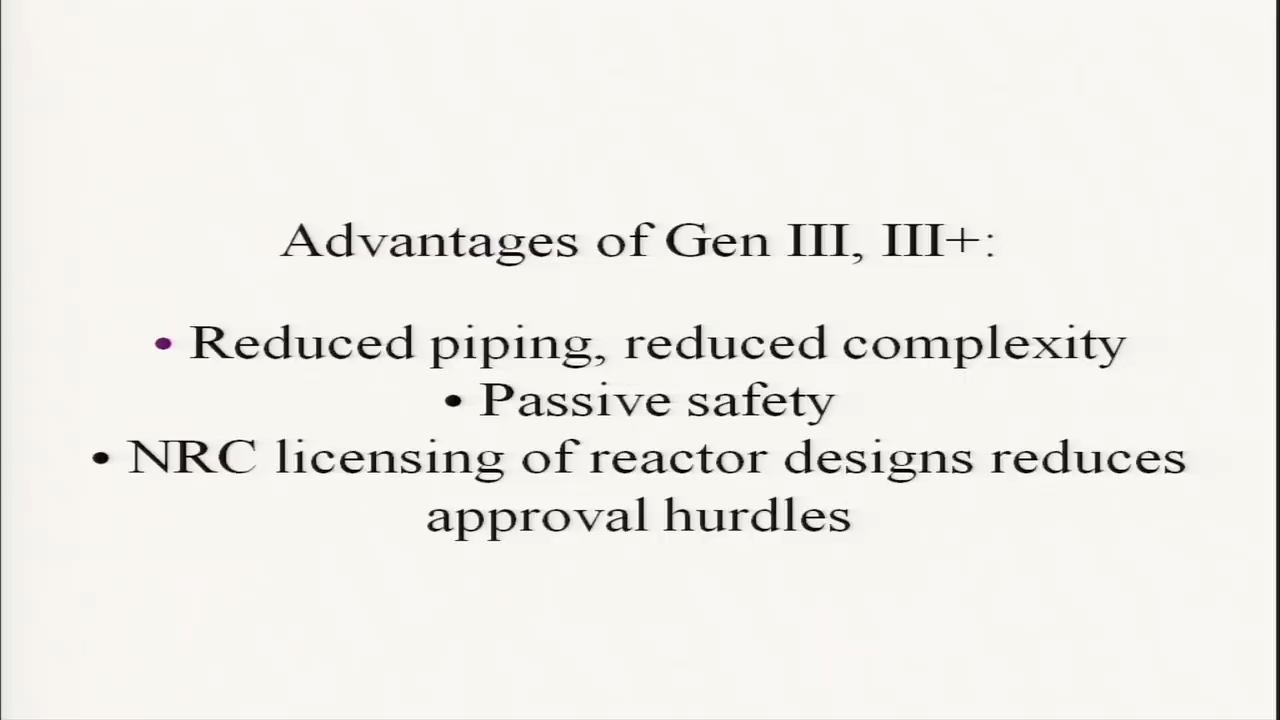 Advantages of Gen III, III+:
• Reduced piping, reduced complexity
• Passive safety
• NRC licensing of reactor designs reduces
approval hurdles